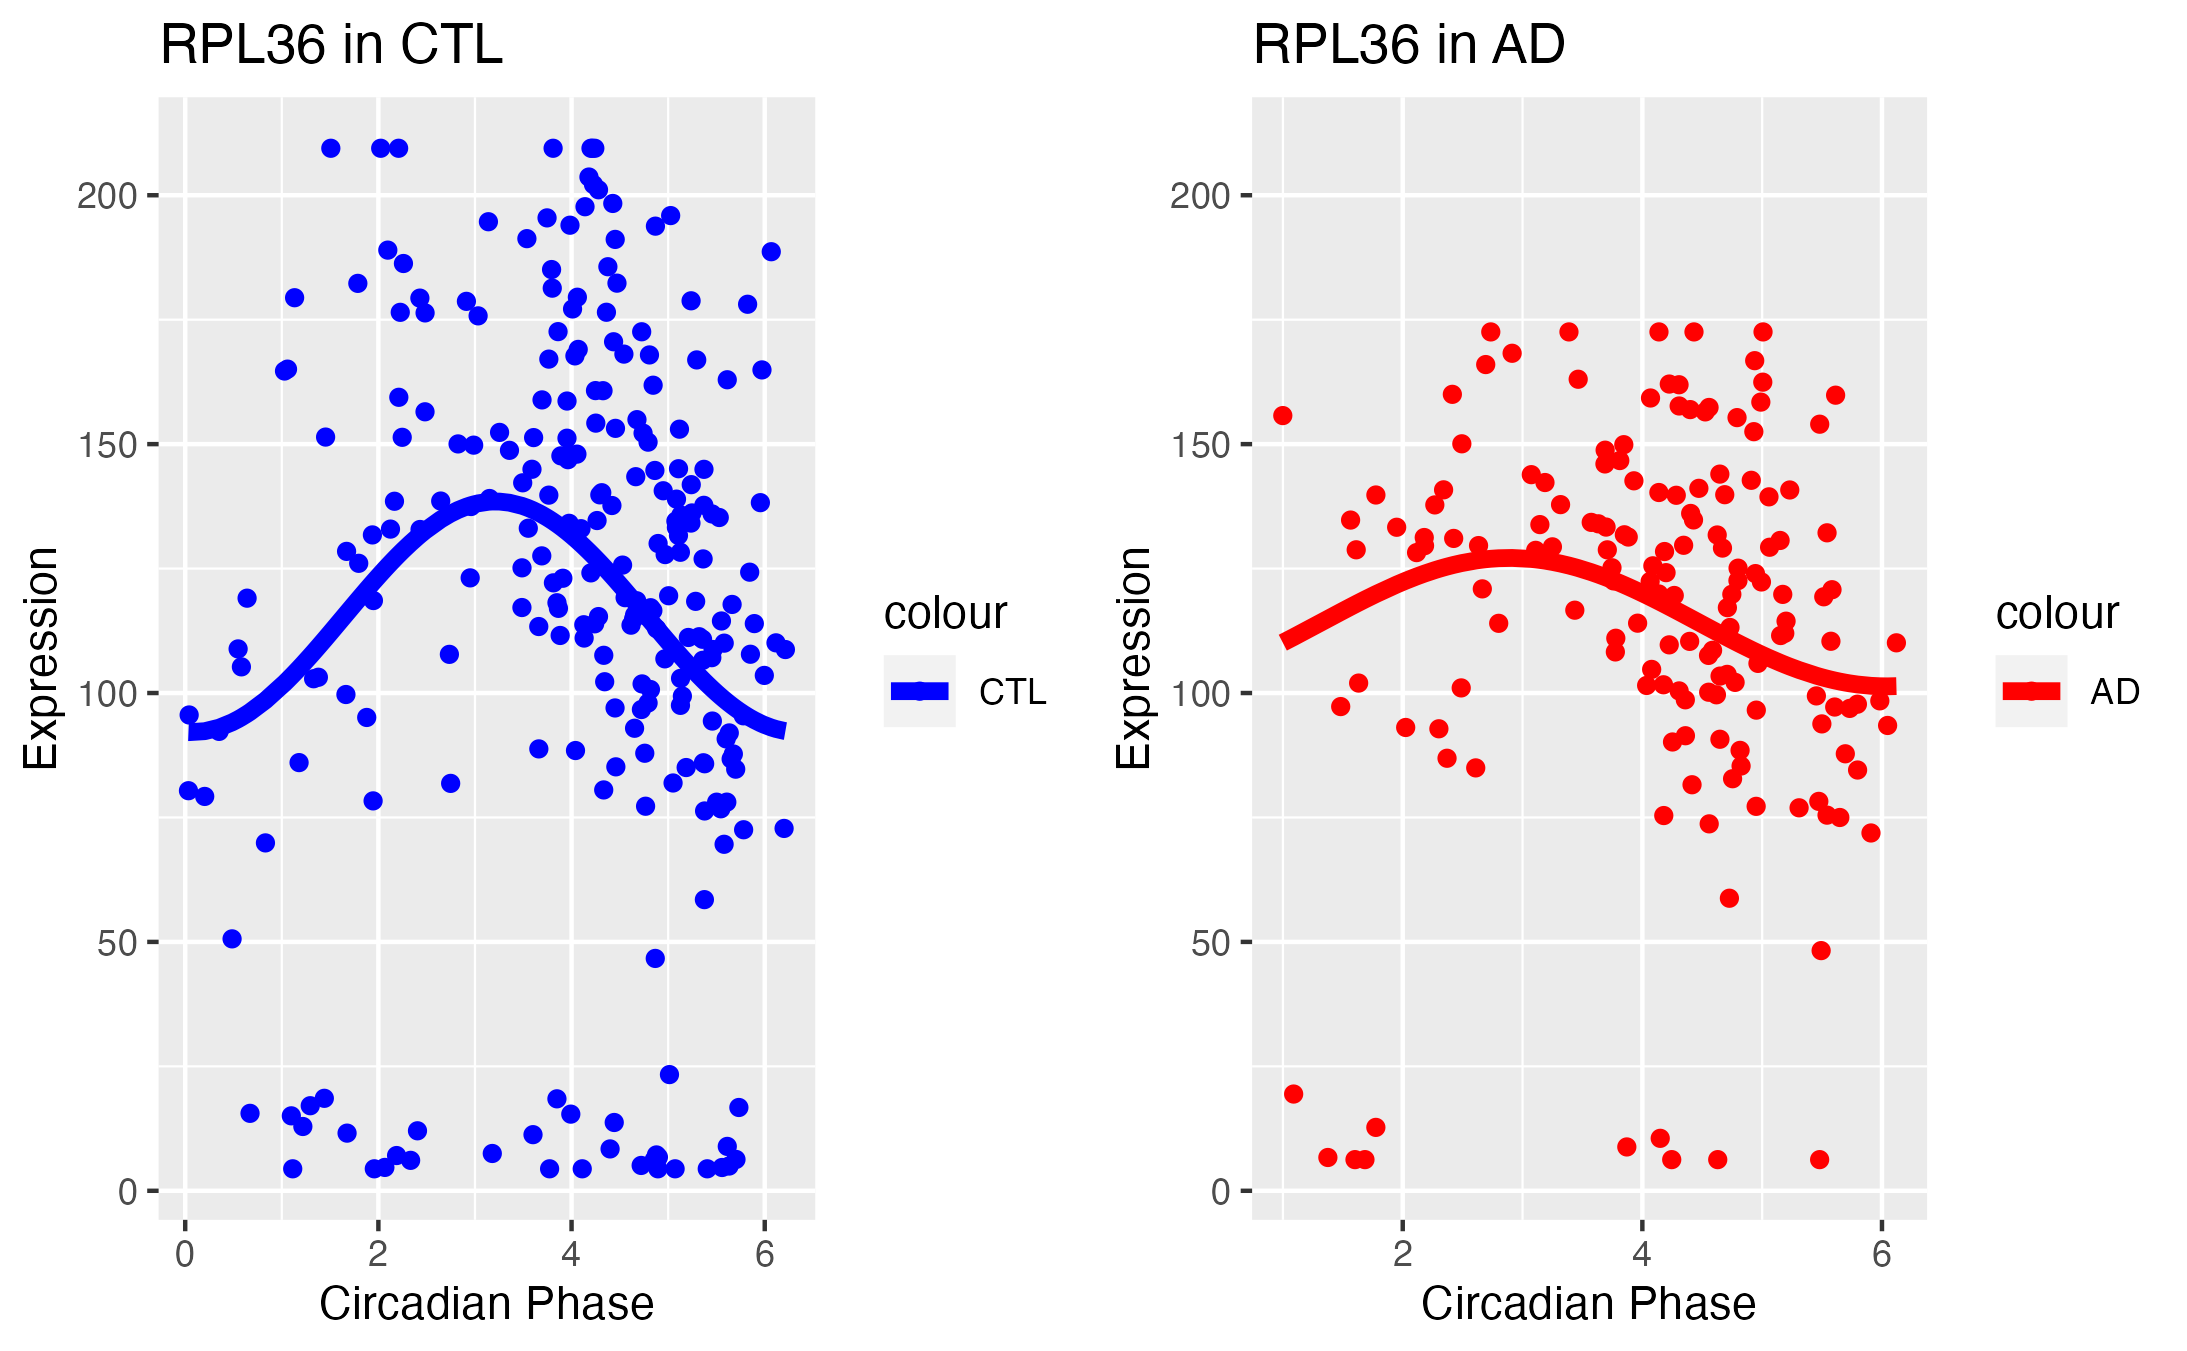 RPL36 in CTL
RPL36 in AD
200
150
100
50
0
Expression
0 2 4 6
Circadian Phase
colour
CTL
200
150
100
50
0
Expression
2 4 6
Circadian Phase
colour
AD